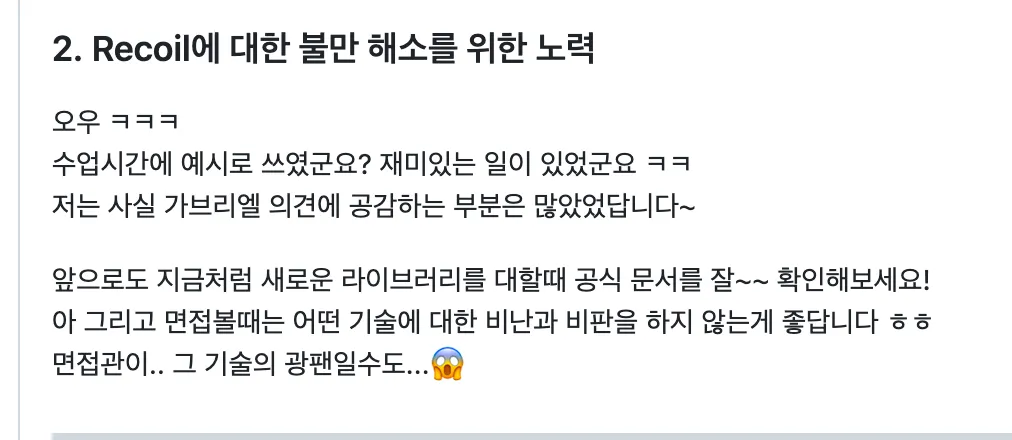 2. Recoil에 대한 불만 해소를 위한 노력
오우 ㅋㅋㅋ
수업시간에 예시로 쓰였군요? 재미있는 일이 있었군요 ㅋㅋ
저는 사실 가브리엘 의견에 공감하는 부분은 많았었답니다~
앞으로도 지금처럼 새로운 라이브러리를 대할때 공식 문서를 잘~~ 확인해보세요!
아 그리고 면접볼때는 어떤 기술에 대한 비난과 비판을 하지 않는게 좋답니다 ㅎㅎ
면접관이.. 그 기술의 광팬일수도...😱